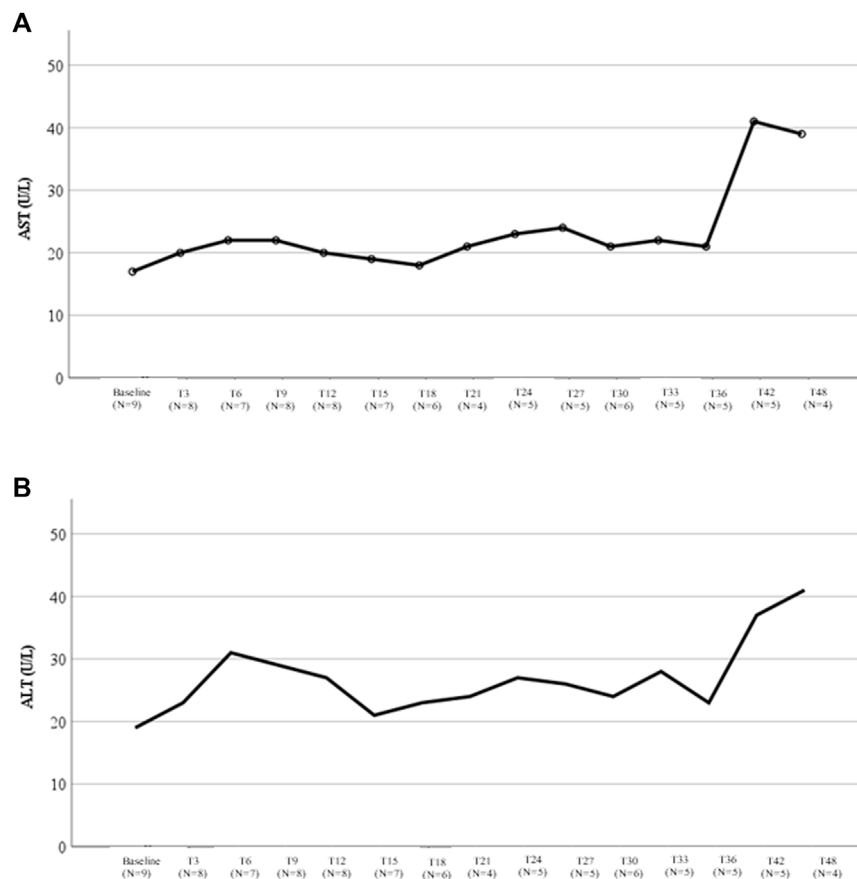 A
50
40
30
20
10
0
AST (U/L)
Baseline T3 T6 T9 T12 T15 T18 T21 T24 T27 T30 T33 T36 T42 T48
(N=9) (N=8) (N=7) (N=8) (N=8) (N=7) (N=6) (N=4) (N=5) (N=5) (N=6) (N=5) (N=5) (N=5) (N=4)
B
50
40
30
20
10
0
ALT (U/L)
Baseline T3 T6 T9 T12 T15 T18 T21 T24 T27 T30 T33 T36 T42 T48
(N=9) (N=8) (N=7) (N=8) (N=8) (N=7) (N=6) (N=4) (N=5) (N=5) (N=6) (N=5) (N=5) (N=5) (N=4)